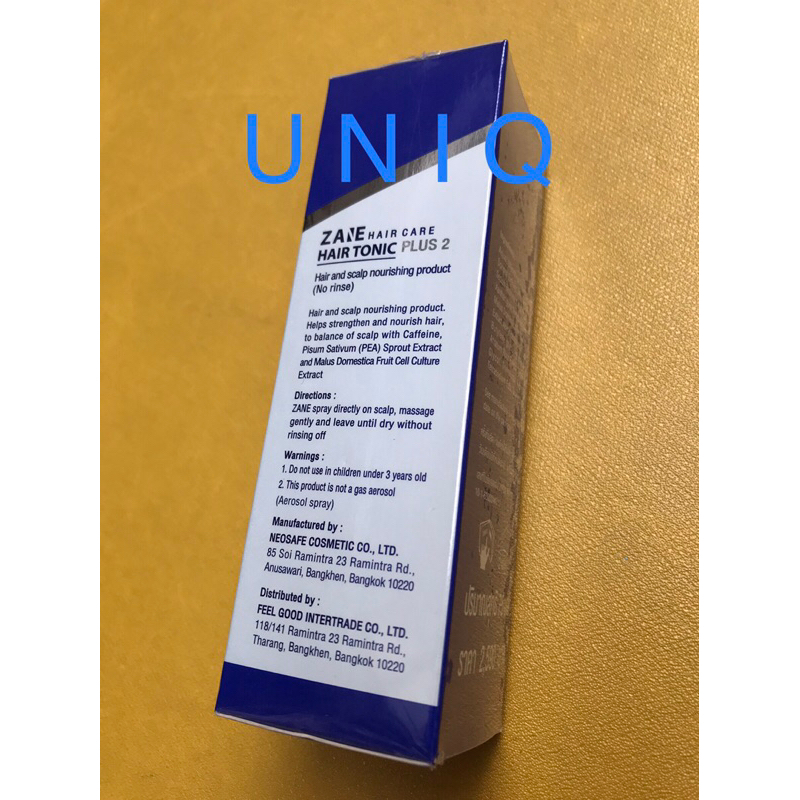 UNIQ
ZANE HAIR CARE
HAIR TONIC PLUS 2
Hair and scalp nourishing product
(No rinse)
Hair and scalp nourishing product.
Helps strengthen and nourish hair,
to balance of scalp with Caffeine,
Pisum Sativum (PEA) Sprout Extract
and Malus Domestica Fruit Cell Culture
Extract
Directions :
ZANE spray directly on scalp, massage
gently and leave until dry without
rinsing off
Warnings :
1. Do not use in children under 3 years old
2. This product is not a gas aerosol
(Aerosol spray)
Manufactured by :
NEOSAFE COSMETIC CO., LTD.
85 Soi Ramintra 23 Ramintra Rd.,
Anusawari, Bangkhen, Bangkok 10220
Distributed by :
FEEL GOOD INTERTRADE CO., LTD.
118/141 Ramintra 23 Ramintra Rd.,
Tharang, Bangkhen, Bangkok 10220
ราคา